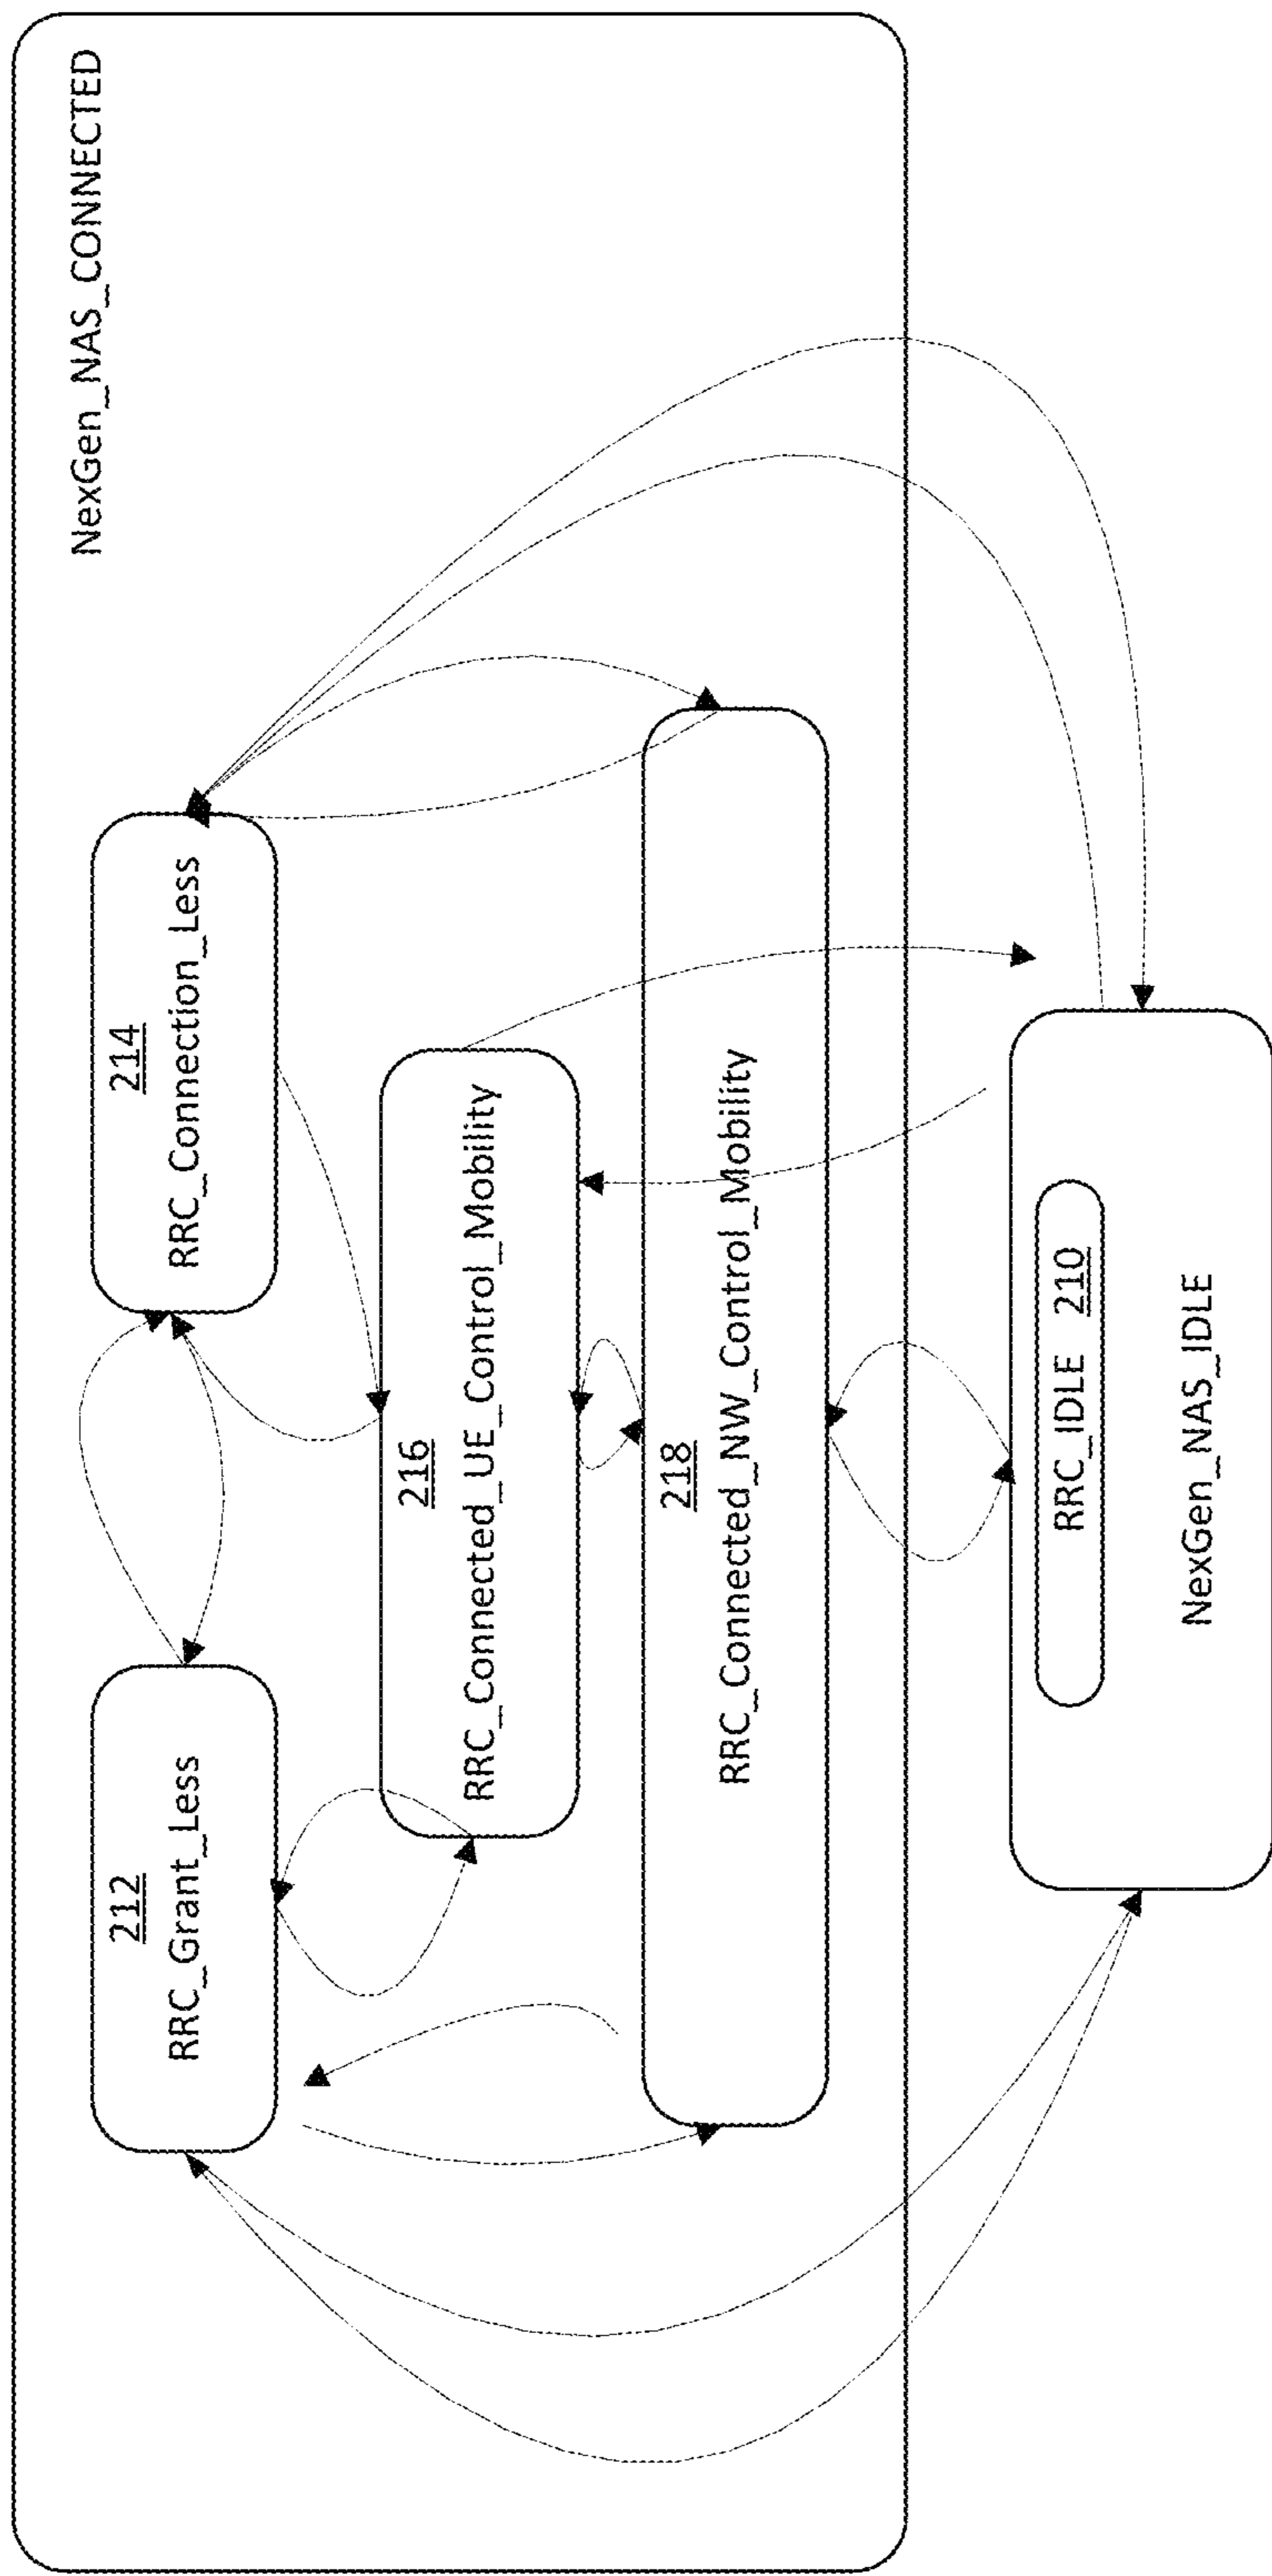 NexGen_NAS_CONNECTED
212
RRC_Grant_Less
214
RRC_Connection_Less
216
RRC_Connected_UE_Control_Mobility
218
RRC_Connected_NW_Control_Mobility
RRC_IDLE 210
NexGen_NAS_IDLE